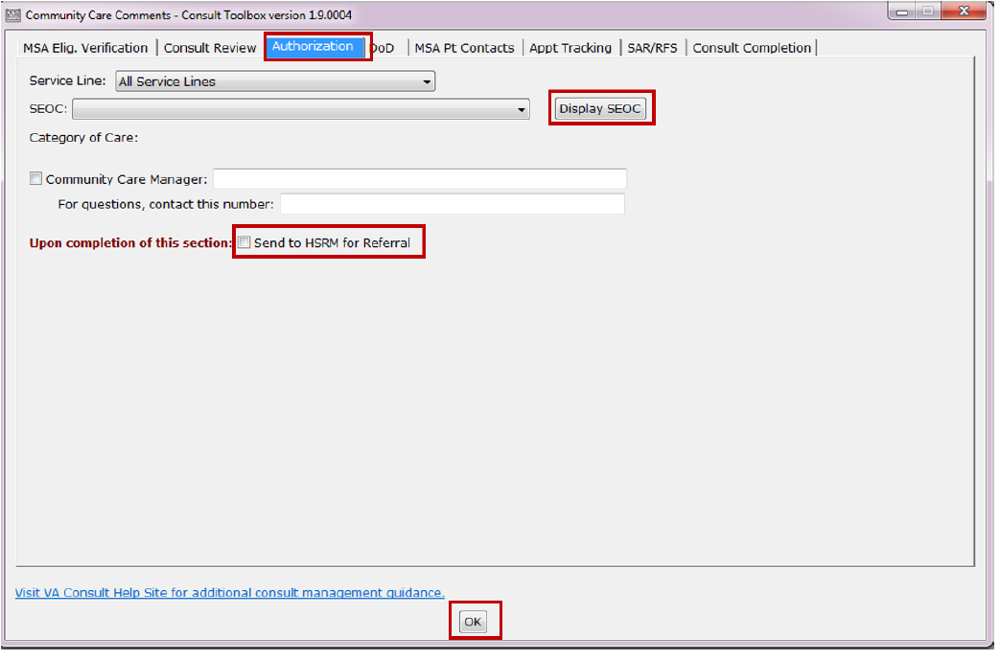 Community Care Comments - Consult Toolbox version 1.9.0004
MSA Elig. Verification Consult Review Authorization DoD MSA Pt Contacts Appt Tracking SAR/RFS Consult Completion
Service Line: All Service Lines
SEOC: Display SEOC
Category of Care:
Community Care Manager:
For questions, contact this number:
Upon completion of this section: Send to HSRM for Referral
Visit VA Consult Help Site for additional consult management guidance.
OK